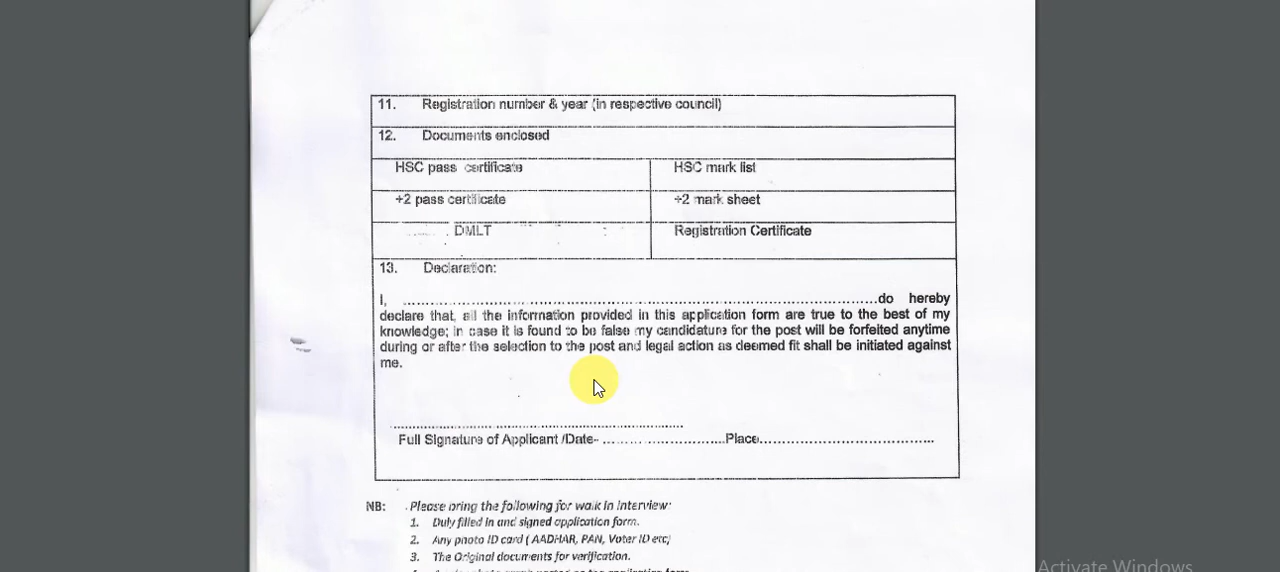 11. Registration number & year (in respective council)
12. Documents enclosed
HSC pass certificate HSC mark list
+2 pass certificate +2 mark sheet
DMLT Registration Certificate
13. Declaration:
I, ........................................................................................................do hereby
declare that, all the information provided in this application form are true to the best of my
knowledge; in case it is found to be false my candidature for the post will be forfeited anytime
during or after the selection to the post and legal action as deemed fit shall be initiated against
me.
Full Signature of Applicant /Date- ............................Place........................................
NB: Please bring the following for walk in interview:
1. Duly filled in and signed application form.
2. Any photo ID card ( AADHAR, PAN, Voter ID etc)
3. The Original documents for verification.
Activate Windows